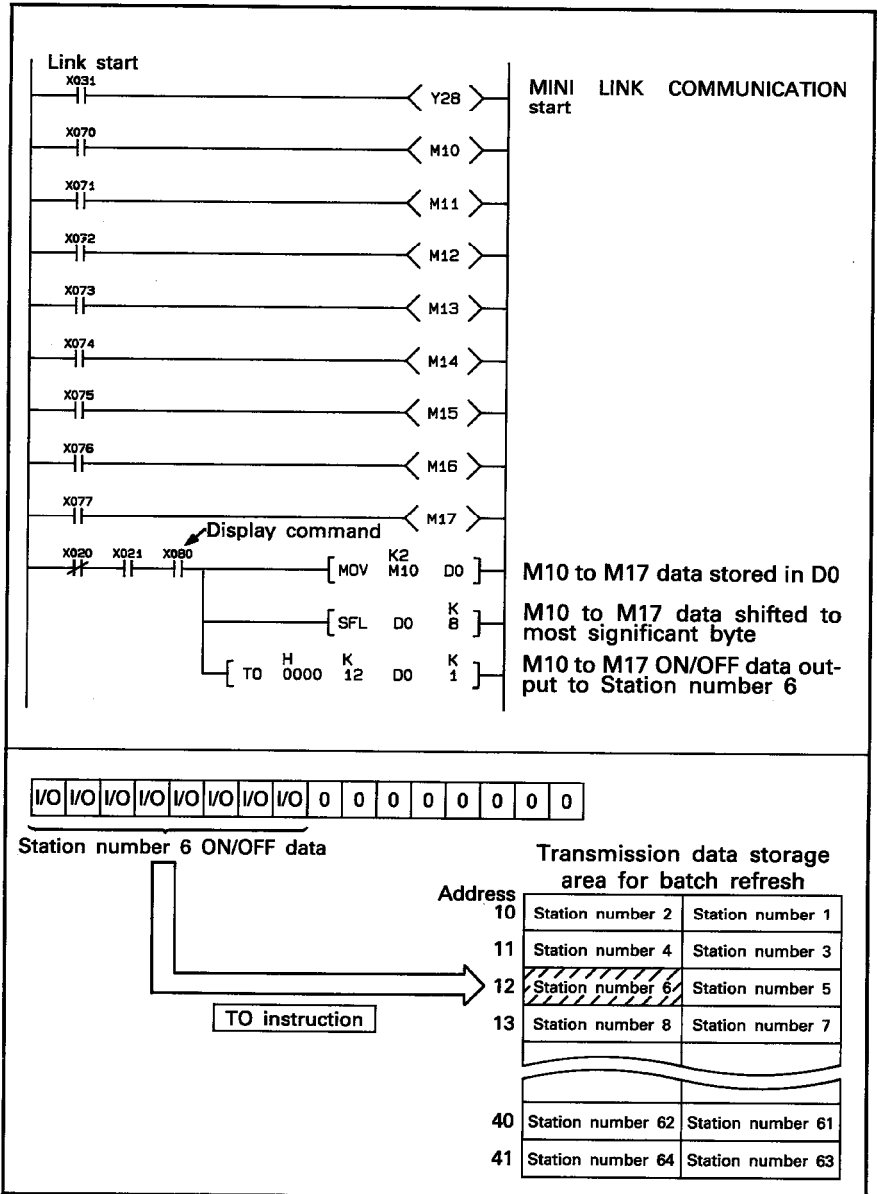 Link start
X031
Y28
MINI LINK COMMUNICATION
start
X070
M10
X071
M11
X072
M12
X073
M13
X074
M14
X075
M15
X076
M16
X077
M17
Display command
X020 X021 X080
K2
MOV M10 D0
M10 to M17 data stored in D0
K
SFL D0 8
M10 to M17 data shifted to
most significant byte
H K K
TO 0000 12 D0 1
M10 to M17 ON/OFF data out-
put to Station number 6
I/O I/O I/O I/O I/O I/O I/O I/O 0 0 0 0 0 0 0 0
Station number 6 ON/OFF data
Transmission data storage
area for batch refresh
Address
10 Station number 2 Station number 1
11 Station number 4 Station number 3
12 Station number 6 Station number 5
TO instruction
13 Station number 8 Station number 7
40 Station number 62 Station number 61
41 Station number 64 Station number 63